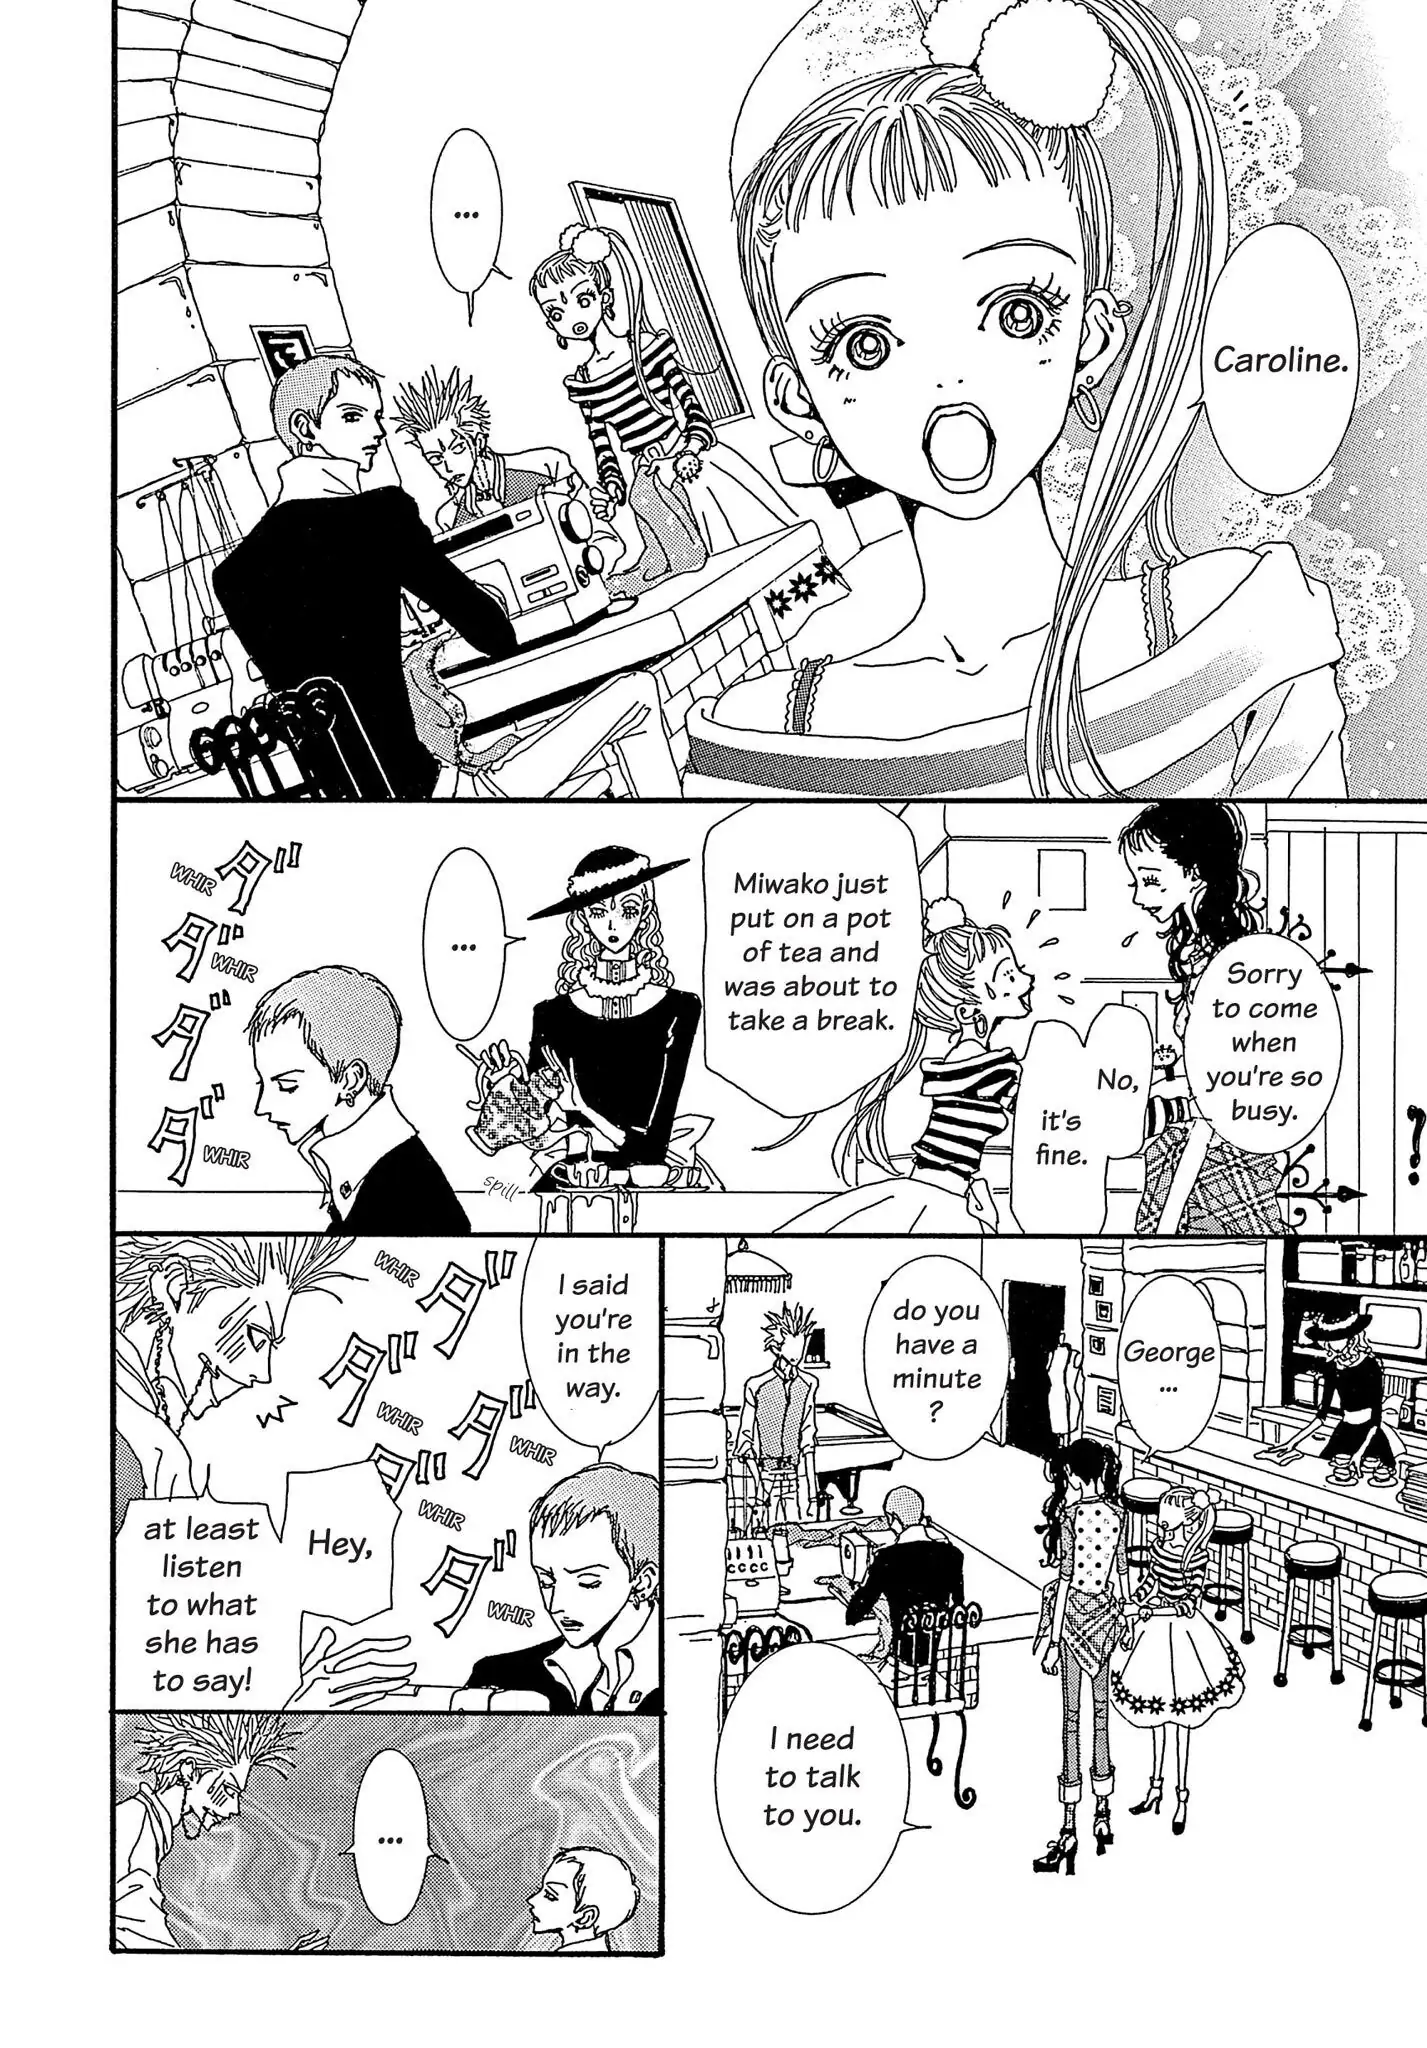 Caroline.
...
Sorry
to come
when
you're so
busy.
No,
it's
fine.
Miwako just
put on a pot
of tea and
was about to
take a break.
...
spill
ダ"
WHIR
ダ"
WHIR
ダ"
ダ"
WHIR
?
George
...
do you
have a
minute
?
I need
to talk
to you.
I said
you're
in the
way.
ダ"
WHIR
ダ"
WHIR
ダ"
WHIR
ダ"
WHIR
ダ"
WHIR
Hey,
at least
listen
to what
she has
to say!
...